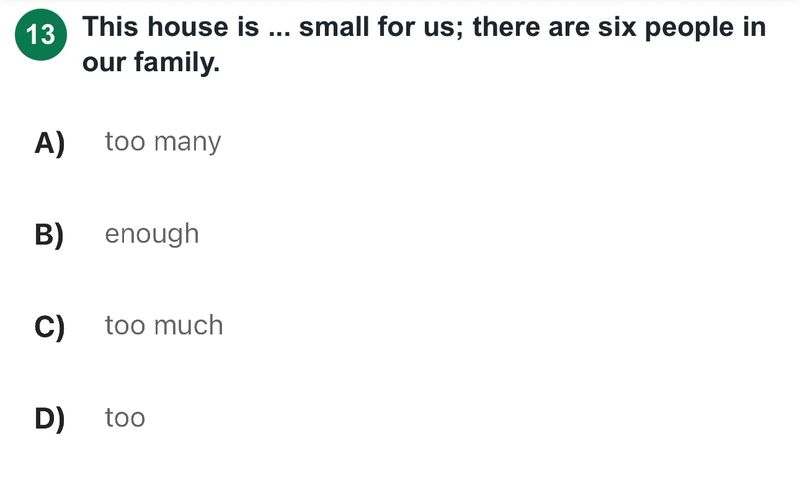 13 This house is ... small for us; there are six people in
our family.
A) too many
B) enough
C) too much
D) too